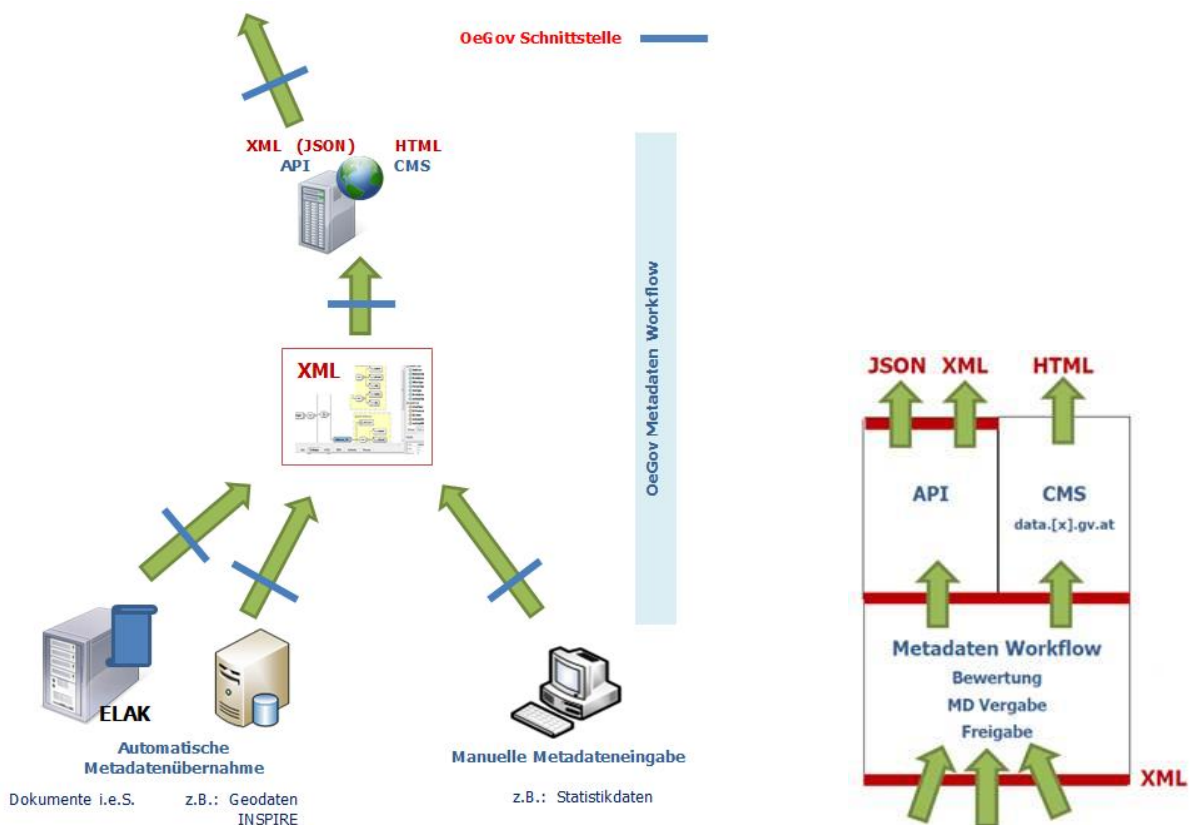 OeGov Schnittstelle
XML (JSON) HTML
API CMS
XML
OeGov Metadaten Workflow
ELAK
Automatische
Metadatenübernahme
Dokumente i.e.S. z.B.: Geodaten
INSPIRE
Manuelle Metadateneingabe
z.B.: Statistikdaten
JSON XML HTML
API CMS
data.[x].gv.at
Metadaten Workflow
Bewertung
MD Vergabe
Freigabe
XML